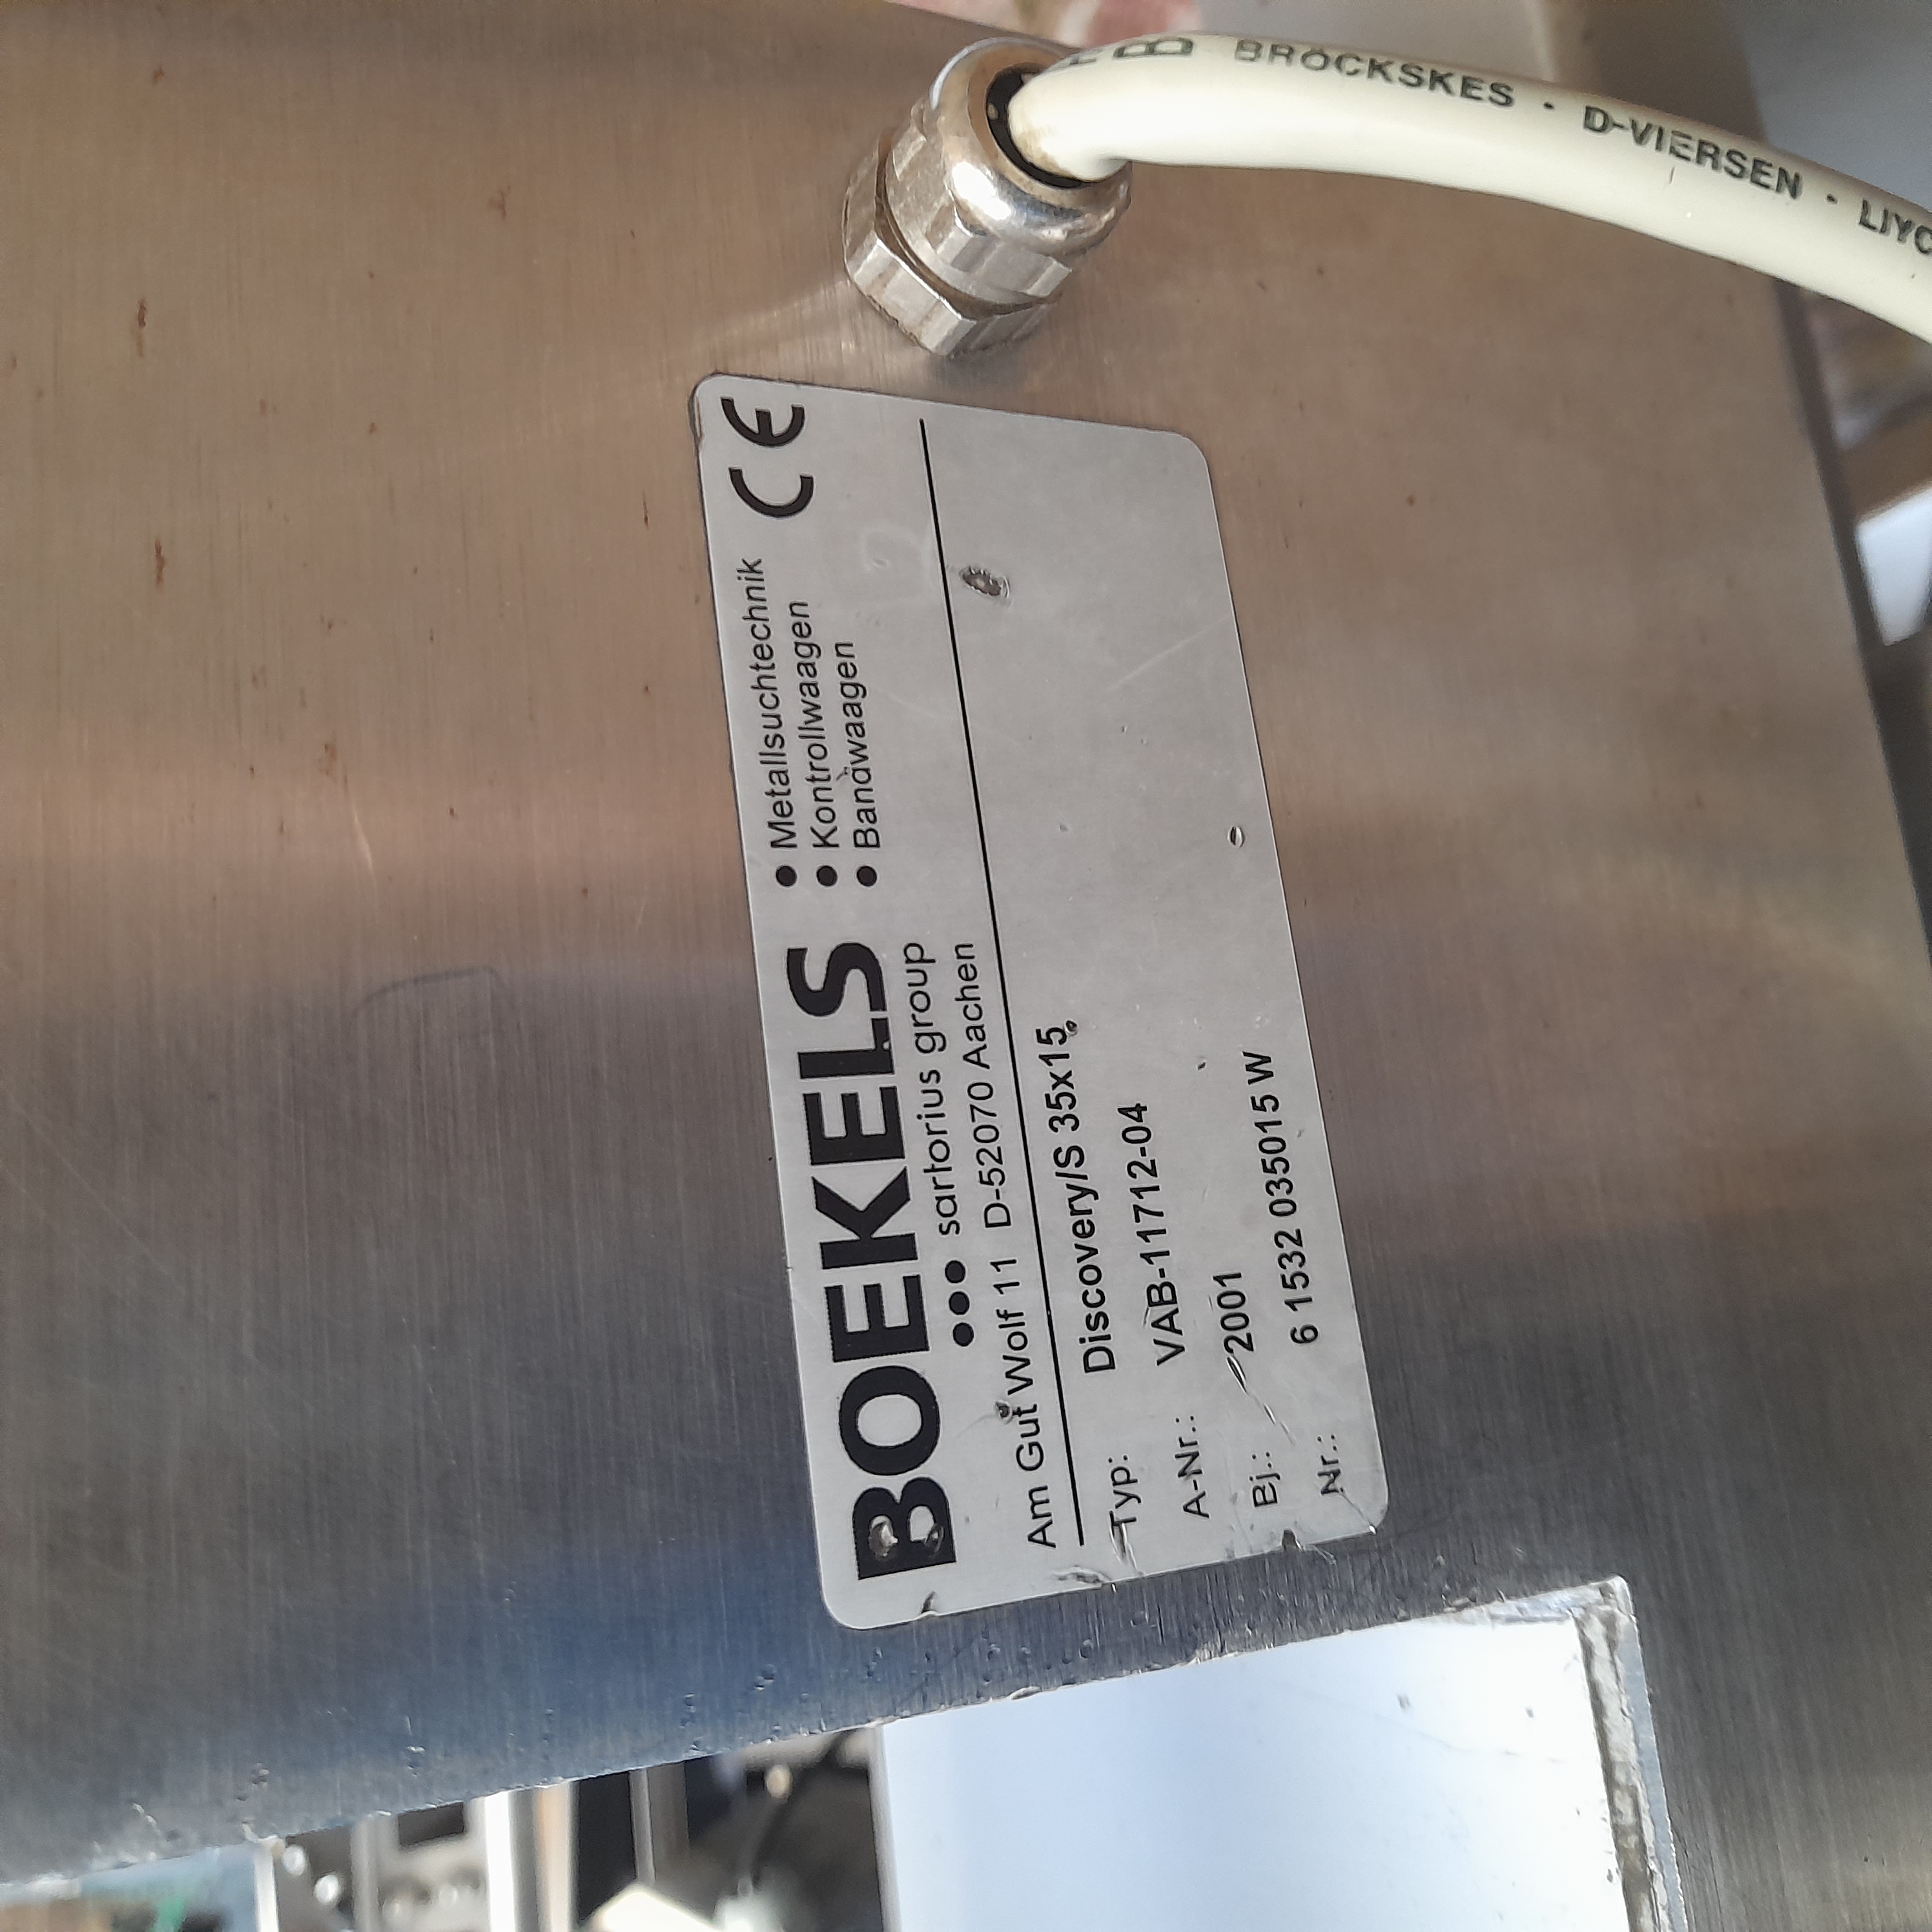 BRÖCKSKES · D-VIERSEN · LIYC
BOEKELS
sartorius group
Am Gut Wolf 11 D-52070 Aachen
• Metallsuchtechnik
• Kontrollwaagen
• Bandwaagen
CE
Typ: Discovery/S 35x15
A-Nr.: VAB-11712-04
Bj.: 2001
Nr.: 6 1532 035015 W